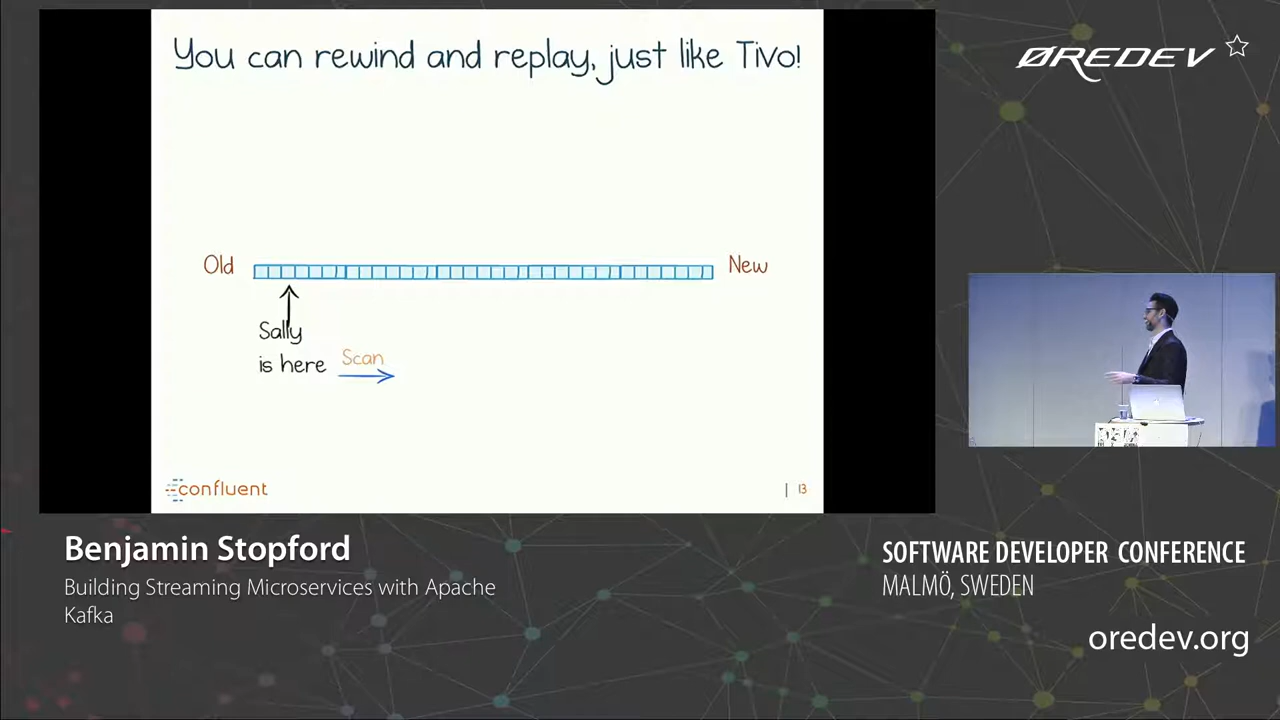 You can rewind and replay, just like Tivo!
Old
New
Sally
is here
Scan
confluent
| 13
ØREDEV
Benjamin Stopford
Building Streaming Microservices with Apache
Kafka
SOFTWARE DEVELOPER CONFERENCE
MALMÖ, SWEDEN
oredev.org